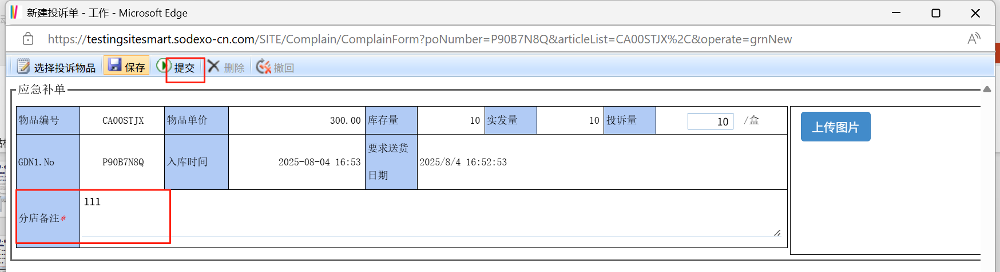 新建投诉单 - 工作 - Microsoft Edge
https://testingsitesmart.sodexo-cn.com/SITE/Complain/ComplainForm?poNumber=P90B7N8Q&articleList=CA00STJX%2C&operate=grnNew
选择投诉物品 保存 提交 删除 撤回
应急补单
物品编号 CA00STJX 物品单价 300.00 库存量 10 实发量 10 投诉量 10 /盒
上传图片
GDN1.No P90B7N8Q 入库时间 2025-08-04 16:53 要求送货日期 2025/8/4 16:52:53
分店备注* 111